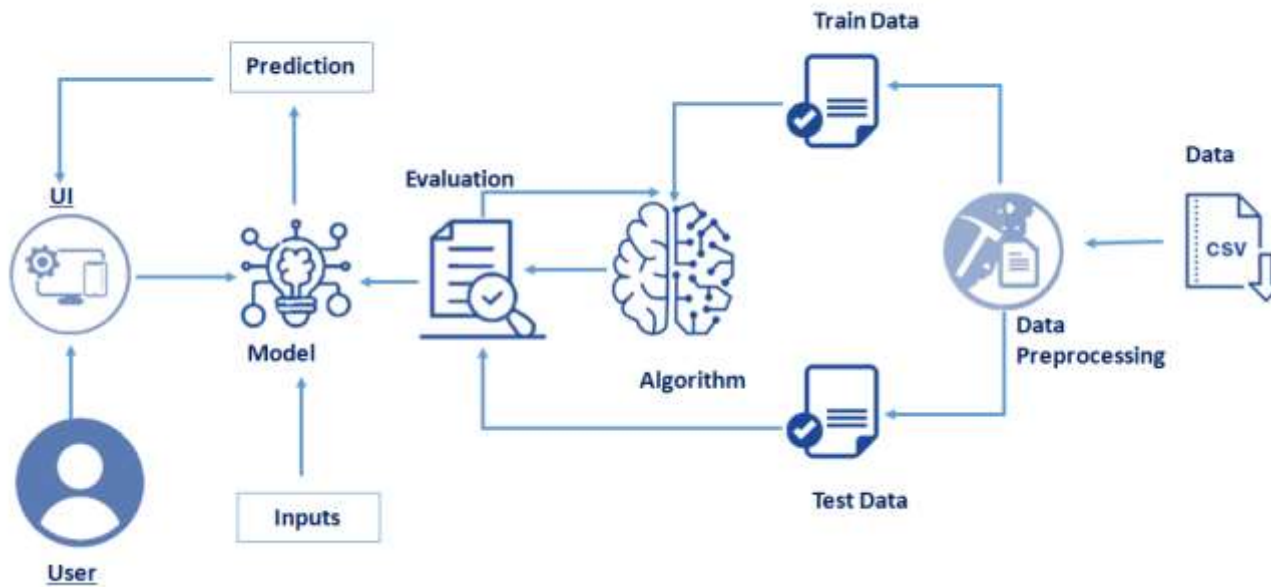 Train Data
Prediction
Data
Evaluation
UI
CSV
Model
Data
Preprocessing
Algorithm
Inputs
Test Data
User